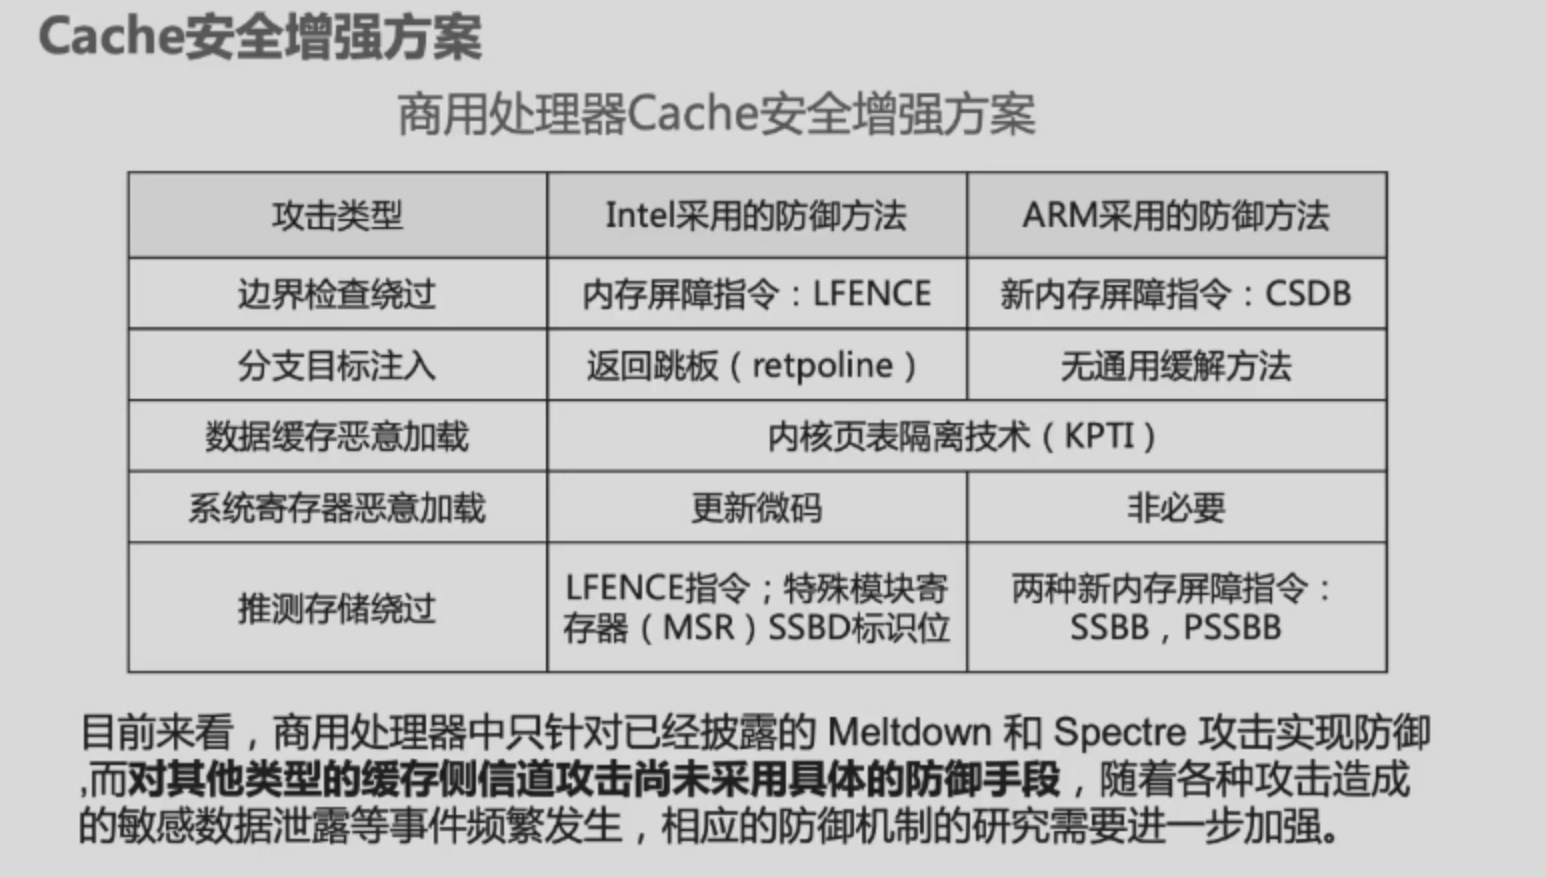 Cache安全增强方案
商用处理器Cache安全增强方案
攻击类型
Intel采用的防御方法
ARM采用的防御方法
边界检查绕过
内存屏障指令：LFENCE
新内存屏障指令：CSDB
分支目标注入
返回跳板（retpoline）
无通用缓解方法
数据缓存恶意加载
内核页表隔离技术（KPTI）
系统寄存器恶意加载
更新微码
非必要
推测存储绕过
LFENCE指令；特殊模块寄
存器（MSR）SSBD标识位
两种新内存屏障指令：
SSBB，PSSBB
目前来看，商用处理器中只针对已经披露的 Meltdown 和 Spectre 攻击实现防御
,而对其他类型的缓存侧信道攻击尚未采用具体的防御手段，随着各种攻击造成
的敏感数据泄露等事件频繁发生，相应的防御机制的研究需要进一步加强。